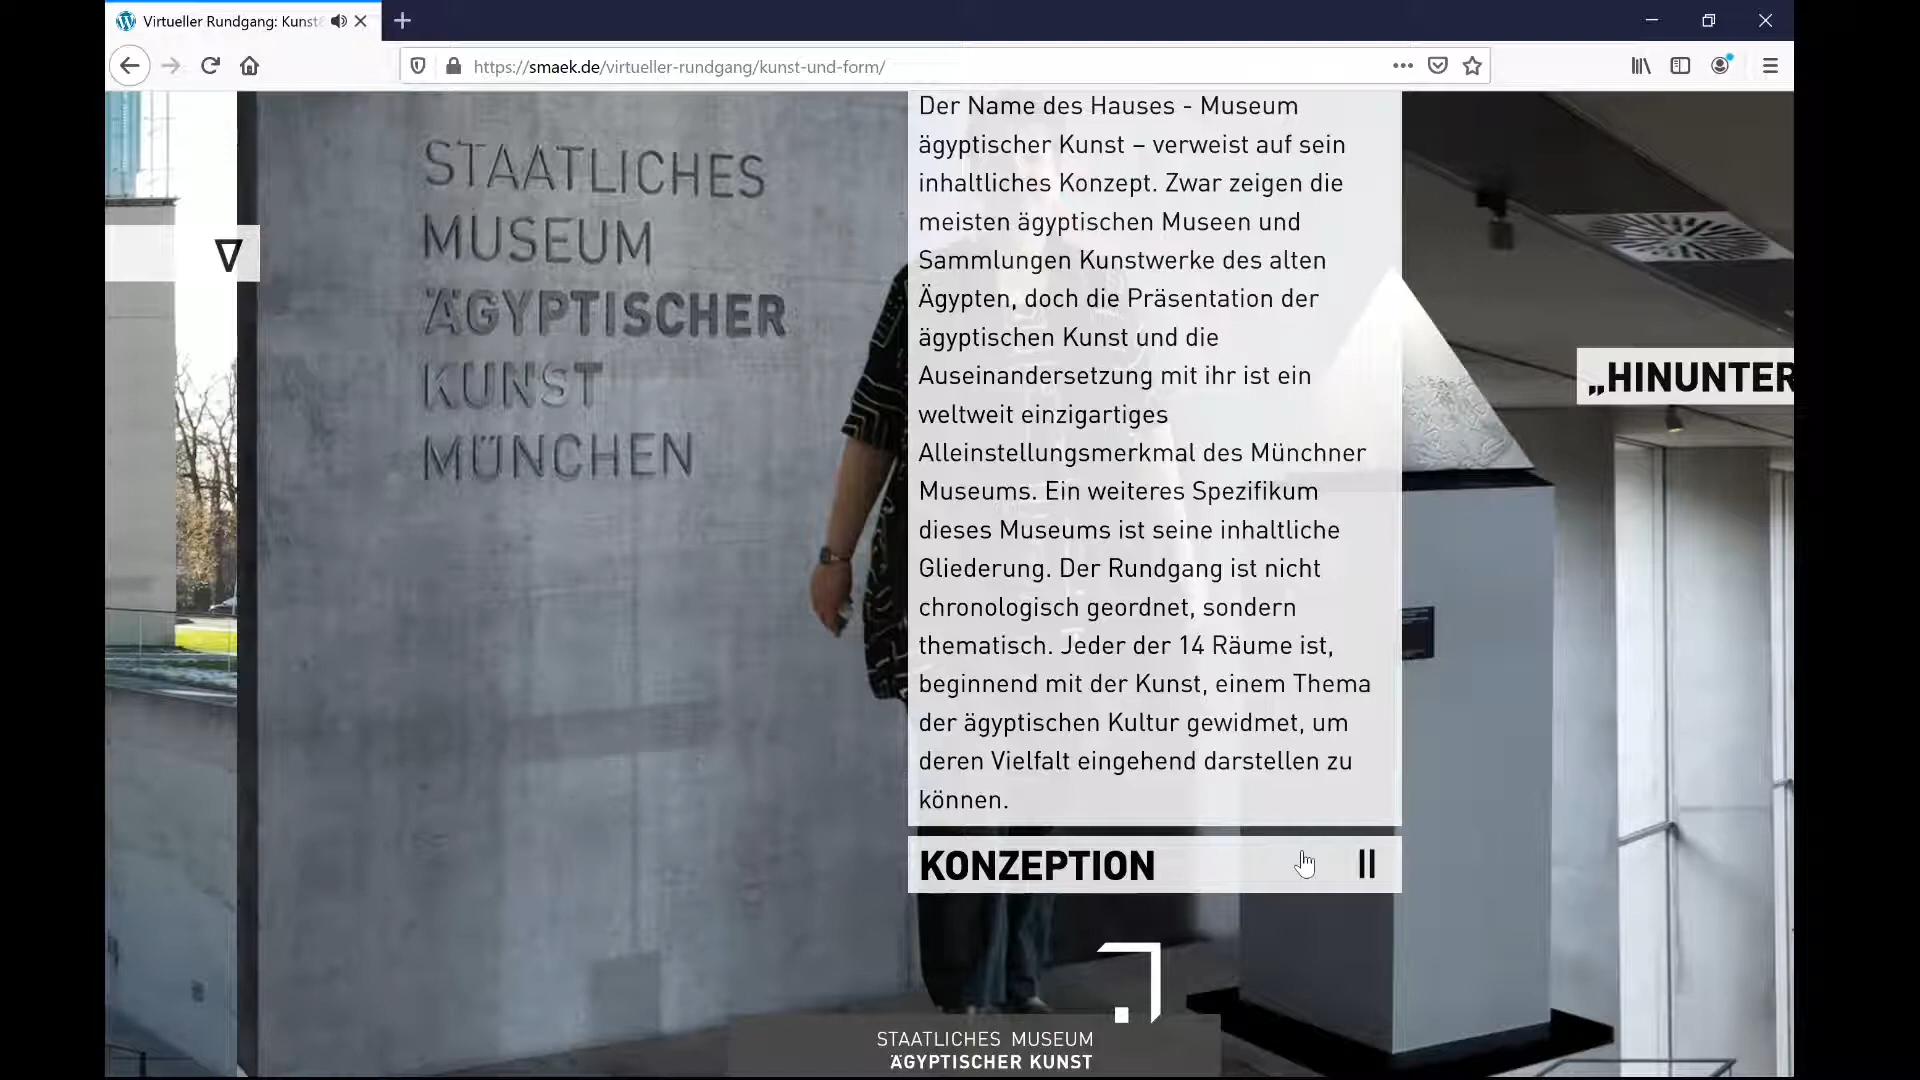 Virtueller Rundgang: Kunst
https://smaek.de/virtueller-rundgang/kunst-und-form/
STAATLICHES
MUSEUM
ÄGYPTISCHER
KUNST
MÜNCHEN
Der Name des Hauses - Museum
ägyptischer Kunst – verweist auf sein
inhaltliches Konzept. Zwar zeigen die
meisten ägyptischen Museen und
Sammlungen Kunstwerke des alten
Ägypten, doch die Präsentation der
ägyptischen Kunst und die
Auseinandersetzung mit ihr ist ein
weltweit einzigartiges
Alleinstellungsmerkmal des Münchner
Museums. Ein weiteres Spezifikum
dieses Museums ist seine inhaltliche
Gliederung. Der Rundgang ist nicht
chronologisch geordnet, sondern
thematisch. Jeder der 14 Räume ist,
beginnend mit der Kunst, einem Thema
der ägyptischen Kultur gewidmet, um
deren Vielfalt eingehend darstellen zu
können.
KONZEPTION
„HINUNTER
STAATLICHES MUSEUM
ÄGYPTISCHER KUNST